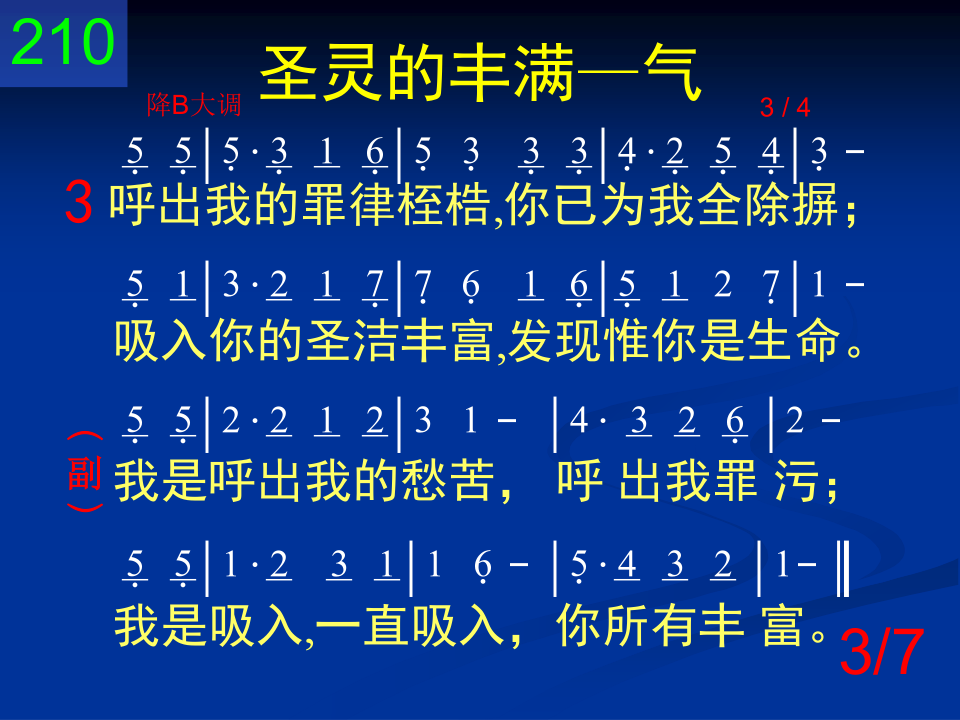 210
圣灵的丰满—气
降B大调 3 / 4
5 5|5 · 3 1 6|5 3 3 3|4 · 2 5 4|3 -
3 呼出我的罪律桎梏,你已为我全除摒；
5 1|3 · 2 1 7|7 6 1 6|5 1 2 7|1 -
吸入你的圣洁丰富,发现惟你是生命。
5 5|2 · 2 1 2|3 1 - |4 · 3 2 6|2 -
（副）
我是呼出我的愁苦， 呼 出我罪 污；
5 5|1 · 2 3 1|1 6 - |5 · 4 3 2|1 - ‖
我是吸入,一直吸入，你所有丰 富。
3/7